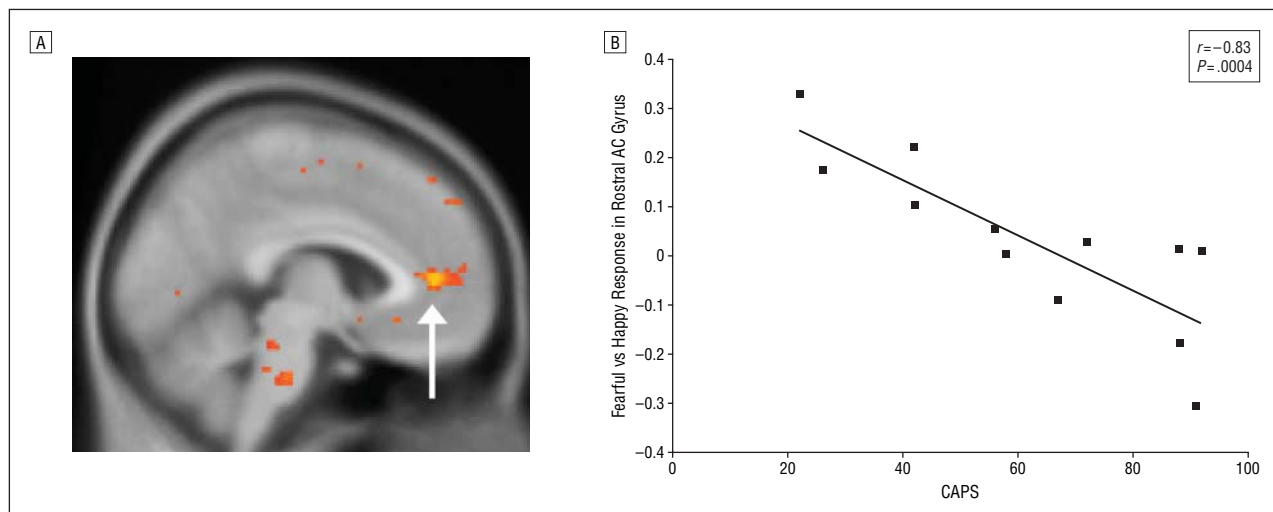 A
B
r=−0.83
P=.0004
Fearful vs Happy Response in Rostral AC Gyrus
0.4
0.3
0.2
0.1
0
−0.1
−0.2
−0.3
−0.4
0 20 40 60 80 100
CAPS